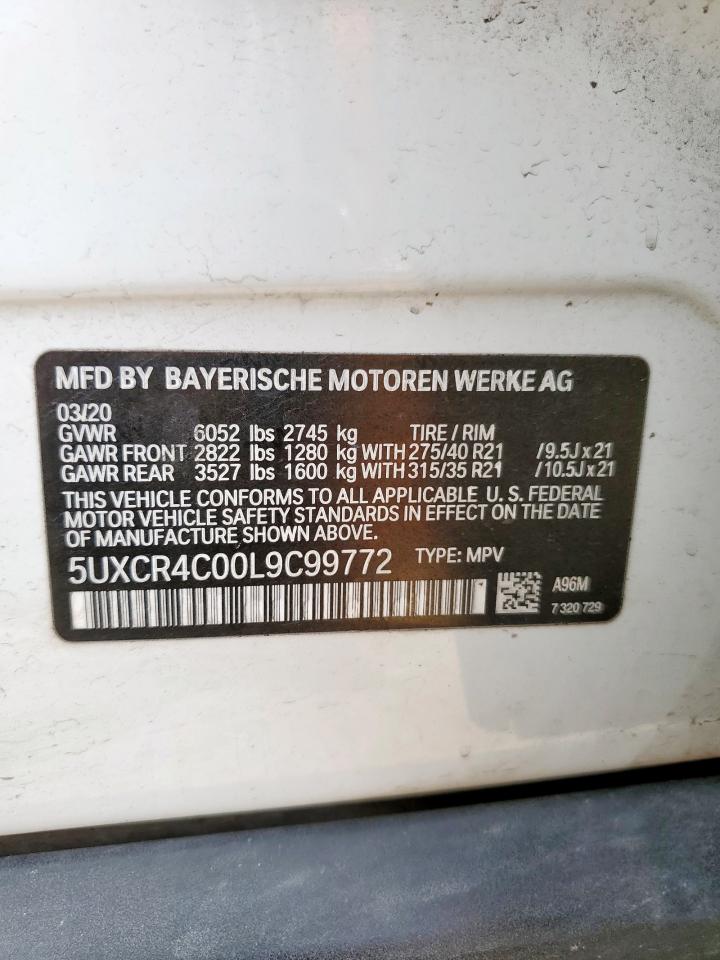 MFD BY BAYERISCHE MOTOREN WERKE AG
03/20
GVWR 6052 lbs 2745 kg TIRE / RIM
GAWR FRONT 2822 lbs 1280 kg WITH 275/40 R21 /9.5J x 21
GAWR REAR 3527 lbs 1600 kg WITH 315/35 R21 /10.5J x 21
THIS VEHICLE CONFORMS TO ALL APPLICABLE U.S. FEDERAL
MOTOR VEHICLE SAFETY STANDARDS IN EFFECT ON THE DATE
OF MANUFACTURE SHOWN ABOVE.
5UXCR4C00L9C99772 TYPE: MPV
A96M
7 320 729